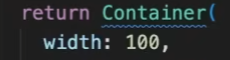 return Container(
width: 100,